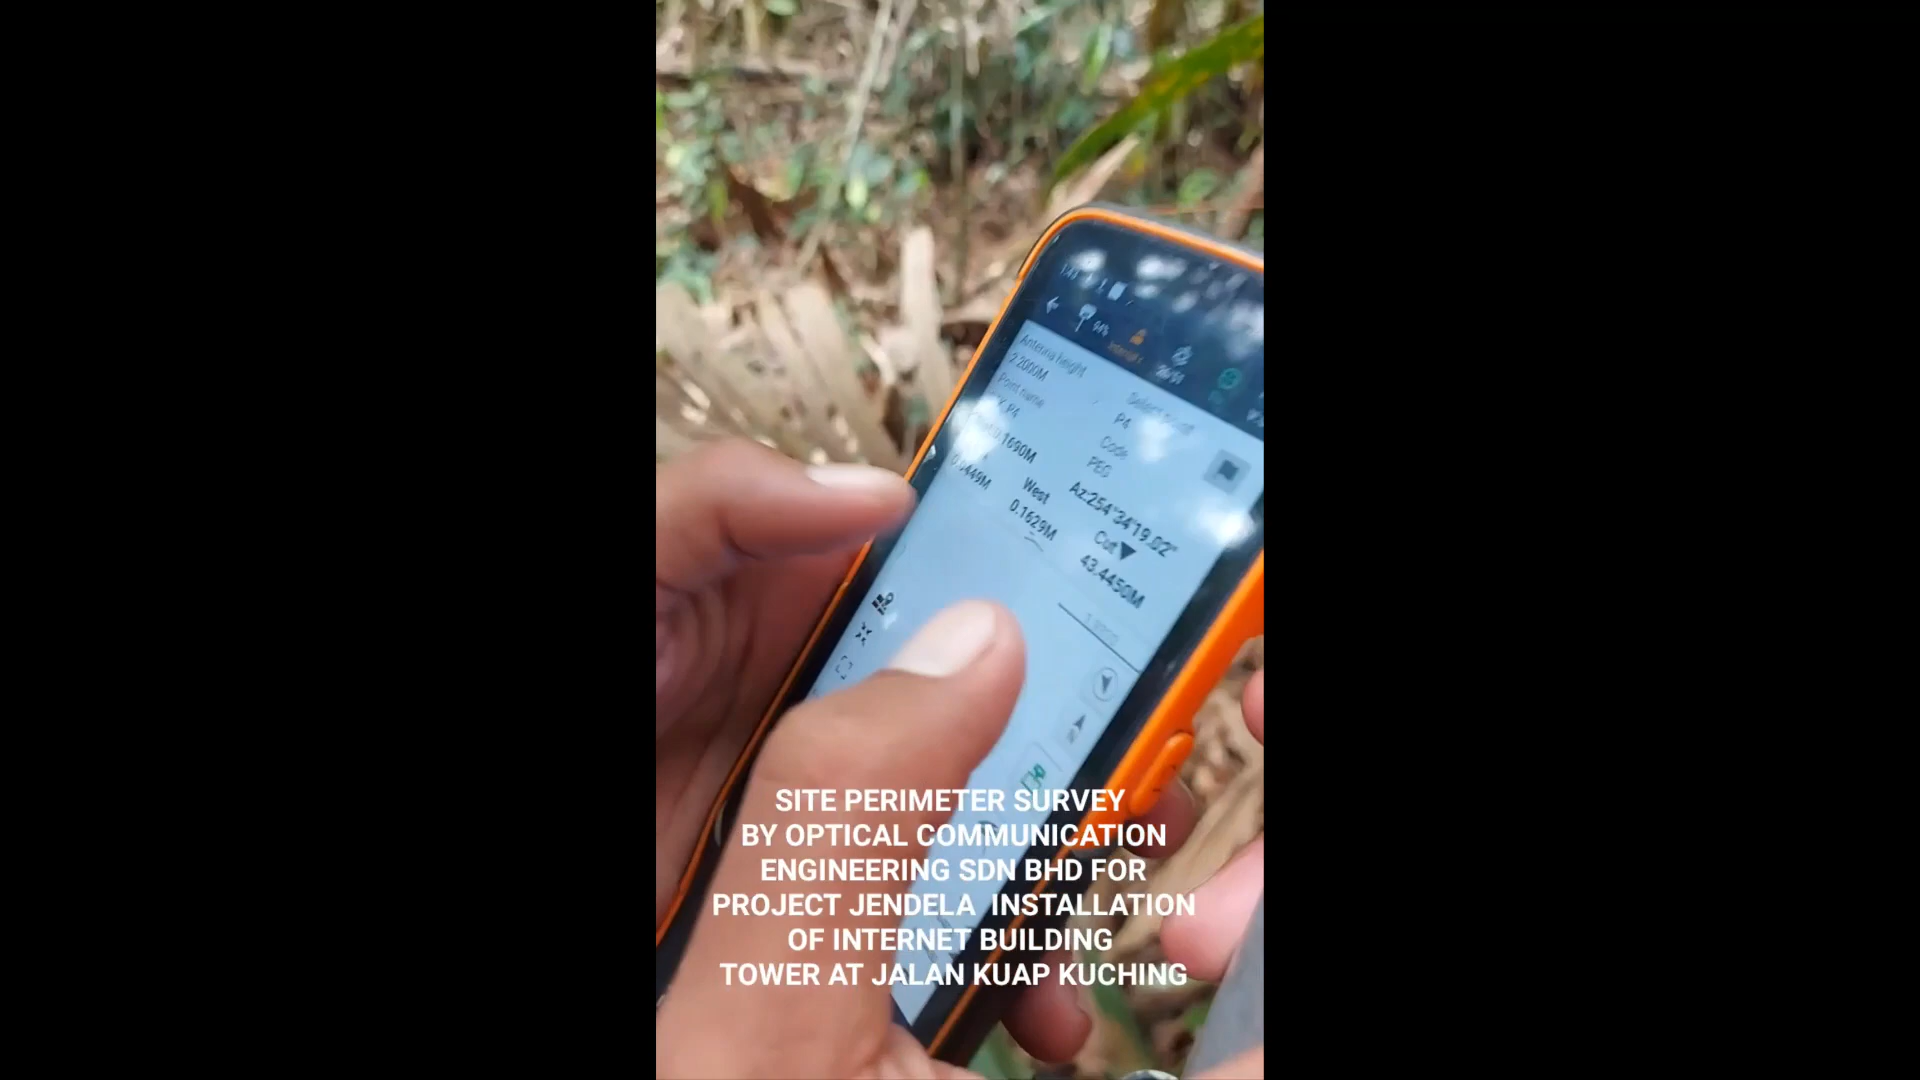 94%
Antenna height
2.2000M
Point name
P4
Select point
P4
Code
PEG
0.1690M
Az:254°34'19.02"
West
0.1629M
Cut▼
43.4450M
SITE PERIMETER SURVEY
BY OPTICAL COMMUNICATION
ENGINEERING SDN BHD FOR
PROJECT JENDELA INSTALLATION
OF INTERNET BUILDING
TOWER AT JALAN KUAP KUCHING